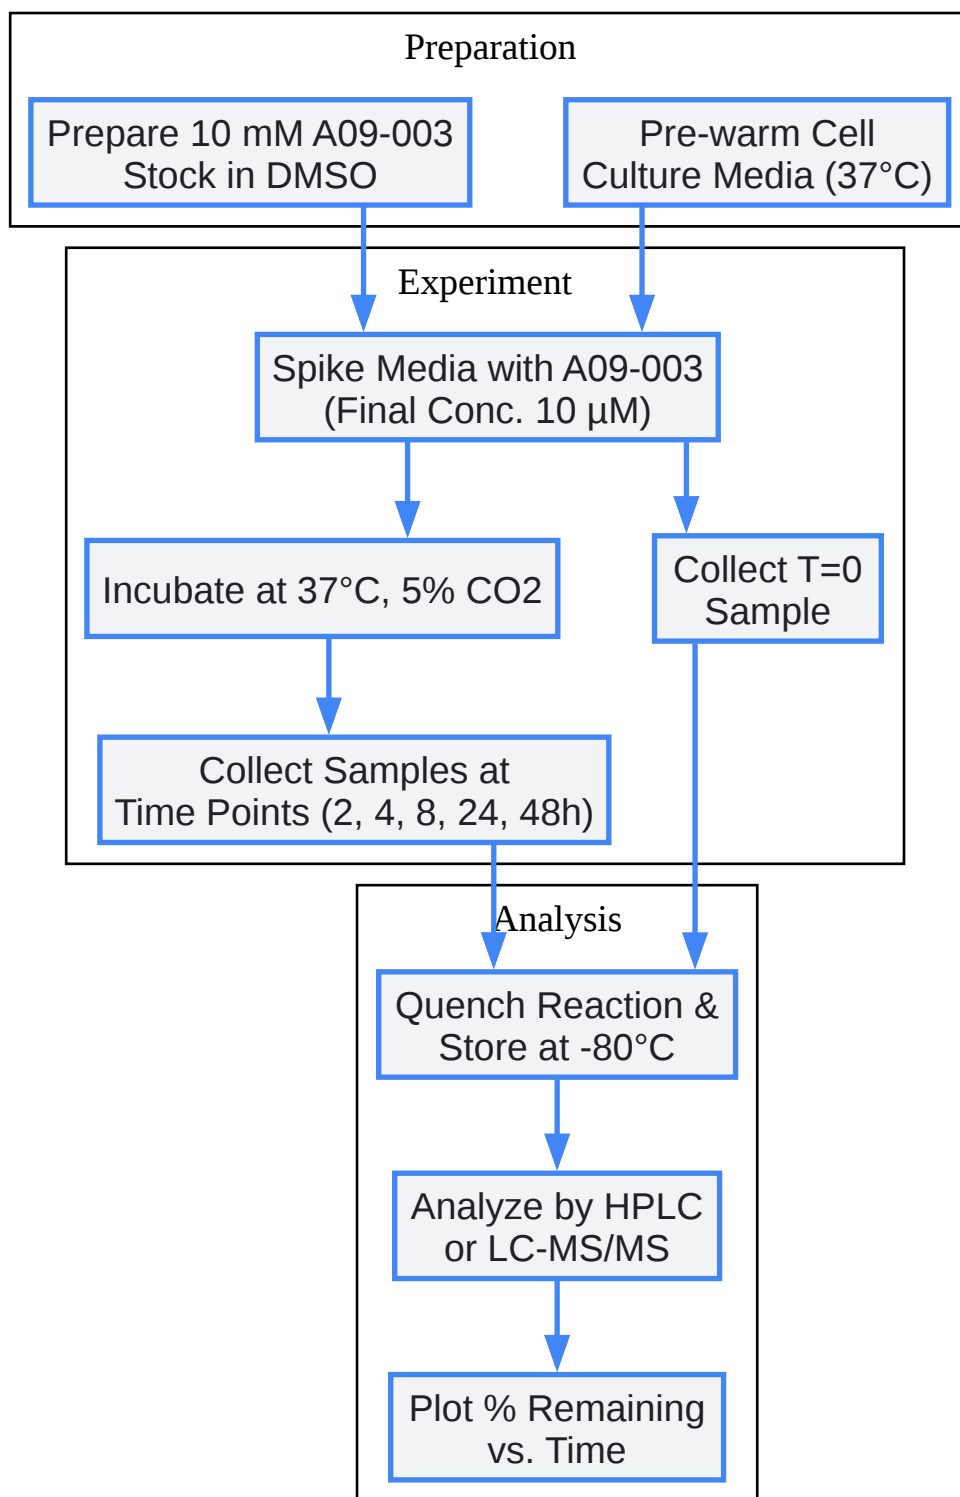 Preparation
Prepare 10 mM A09-003
Stock in DMSO
Pre-warm Cell
Culture Media (37°C)
Experiment
Spike Media with A09-003
(Final Conc. 10 µM)
Incubate at 37°C, 5% CO2
Collect T=0
Sample
Collect Samples at
Time Points (2, 4, 8, 24, 48h)
Analysis
Quench Reaction &
Store at -80°C
Analyze by HPLC
or LC-MS/MS
Plot % Remaining
vs. Time